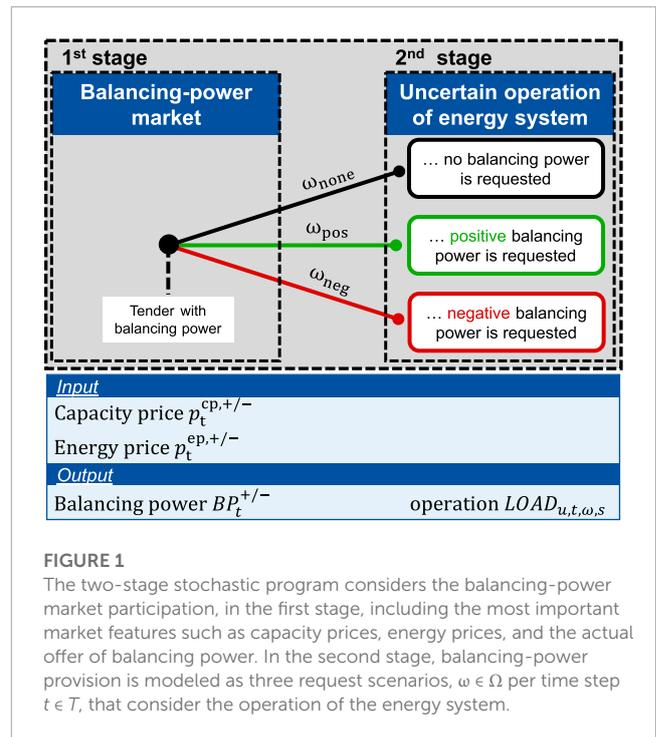 1st stage
2nd stage
Balancing-power
market
Uncertain operation
of energy system
ωnone
… no balancing power
is requested
ωpos
… positive balancing
power is requested
ωneg
… negative balancing
power is requested
Tender with
balancing power
Input
Capacity price p_t^{cp,+/−}
Energy price p_t^{ep,+/−}
Output
Balancing power BP_t^{+/−} operation LOAD_{u,t,ω,s}
FIGURE 1
The two-stage stochastic program considers the balancing-power
market participation, in the first stage, including the most important
market features such as capacity prices, energy prices, and the actual
offer of balancing power. In the second stage, balancing-power
provision is modeled as three request scenarios, ω ϵ Ω per time step
t ϵ T, that consider the operation of the energy system.